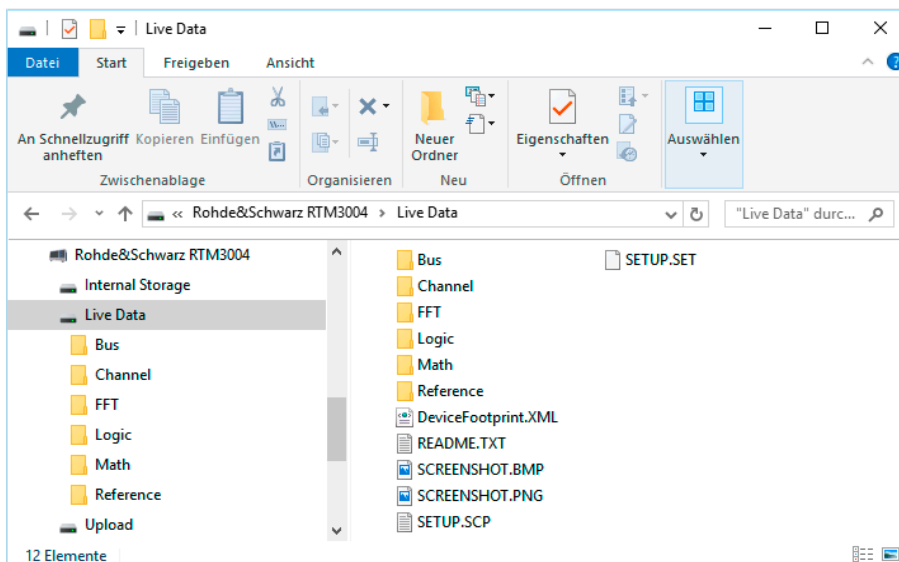 Live Data
Datei Start Freigeben Ansicht
An Schnellzugriff anheften Kopieren Einfügen
Neuer Ordner
Eigenschaften
Auswählen
Zwischenablage Organisieren Neu Öffnen
« Rohde&Schwarz RTM3004 > Live Data
"Live Data" durc...
Rohde&Schwarz RTM3004
Internal Storage
Live Data
Bus
Channel
FFT
Logic
Math
Reference
Upload
Bus
Channel
FFT
Logic
Math
Reference
DeviceFootprint.XML
README.TXT
SCREENSHOT.BMP
SCREENSHOT.PNG
SETUP.SCP
SETUP.SET
12 Elemente